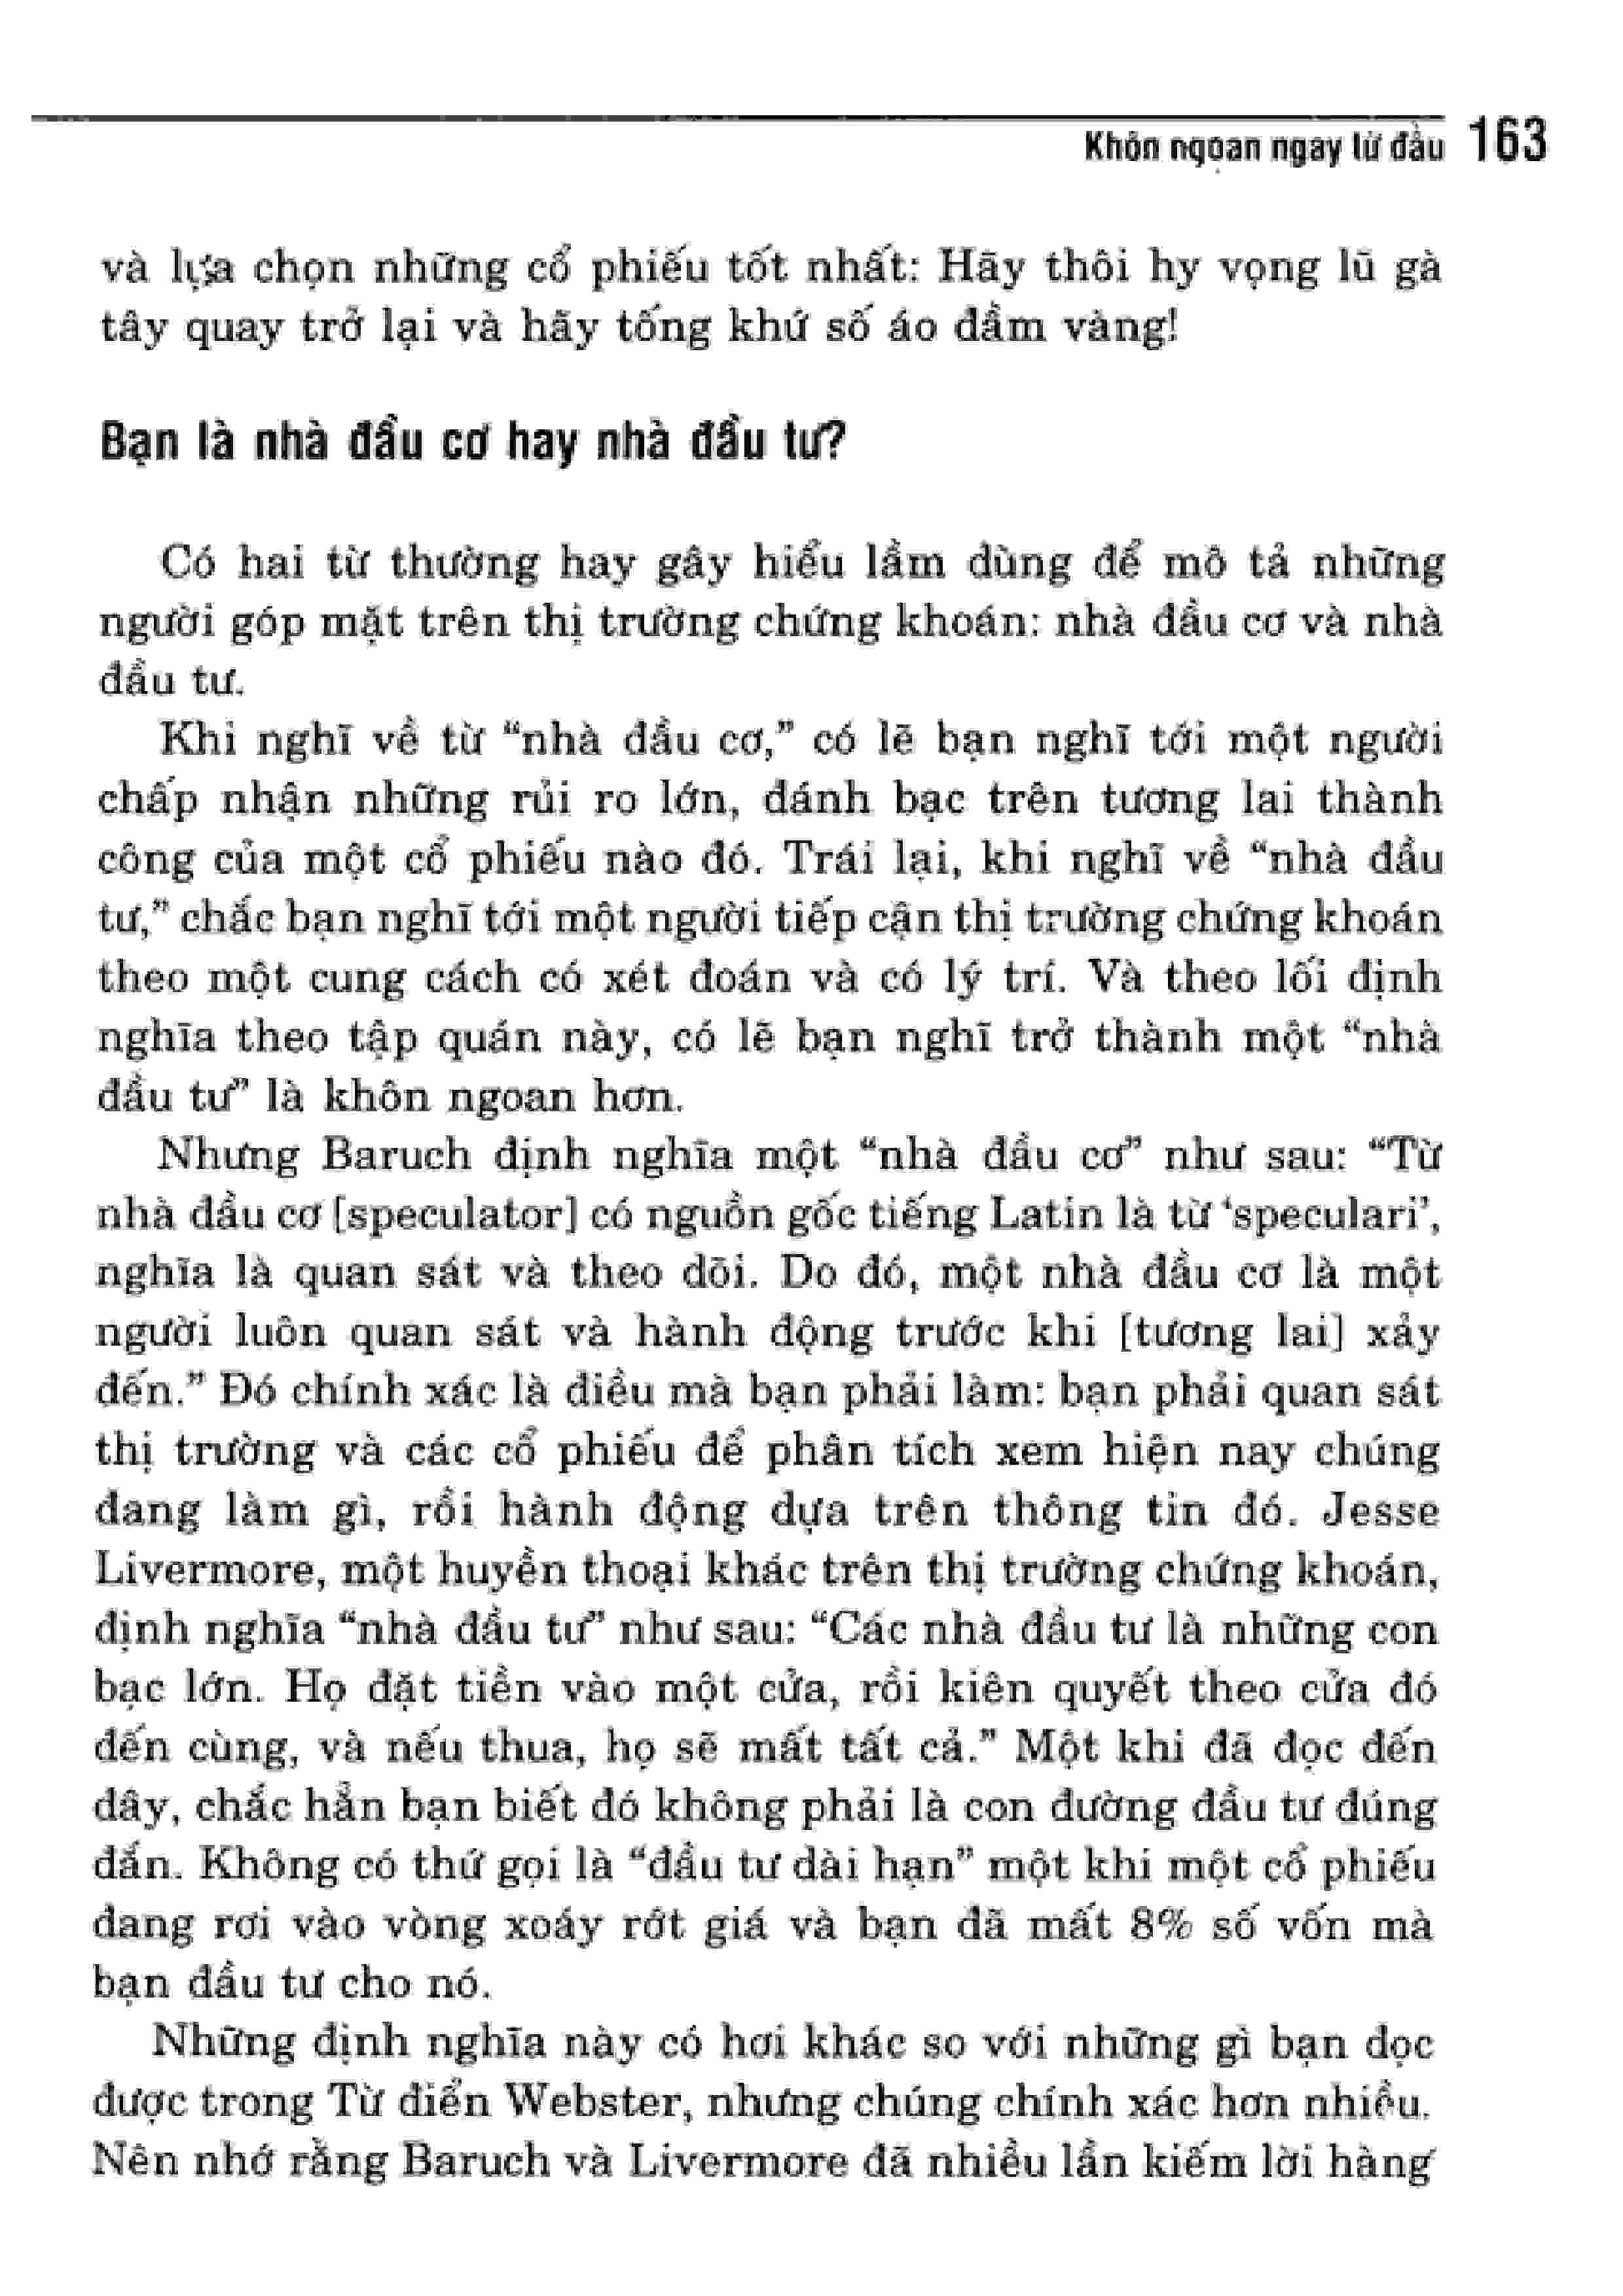 Khôn ngoan ngay từ đầu 163
và lựa chọn những cổ phiếu tốt nhất: Hãy thôi hy vọng lũ gà
tây quay trở lại và hãy tống khứ số áo đầm vàng!
Bạn là nhà đầu cơ hay nhà đầu tư?
Có hai từ thường hay gây hiểu lầm dùng để mô tả những
người góp mặt trên thị trường chứng khoán: nhà đầu cơ và nhà
đầu tư.
Khi nghĩ về từ “nhà đầu cơ,” có lẽ bạn nghĩ tới một người
chấp nhận những rủi ro lớn, đánh bạc trên tương lai thành
công của một cổ phiếu nào đó. Trái lại, khi nghĩ về “nhà đầu
tư,” chắc bạn nghĩ tới một người tiếp cận thị trường chứng khoán
theo một cung cách có xét đoán và có lý trí. Và theo lối định
nghĩa theo tập quán này, có lẽ bạn nghĩ trở thành một “nhà
đầu tư” là khôn ngoan hơn.
Nhưng Baruch định nghĩa một “nhà đầu cơ” như sau: “Từ
nhà đầu cơ [speculator] có nguồn gốc tiếng Latin là từ ‘speculari’,
nghĩa là quan sát và theo dõi. Do đó, một nhà đầu cơ là một
người luôn quan sát và hành động trước khi [tương lai] xảy
đến.” Đó chính xác là điều mà bạn phải làm: bạn phải quan sát
thị trường và các cổ phiếu để phân tích xem hiện nay chúng
đang làm gì, rồi hành động dựa trên thông tin đó. Jesse
Livermore, một huyền thoại khác trên thị trường chứng khoán,
định nghĩa “nhà đầu tư” như sau: “Các nhà đầu tư là những con
bạc lớn. Họ đặt tiền vào một cửa, rồi kiên quyết theo cửa đó
đến cùng, và nếu thua, họ sẽ mất tất cả.” Một khi đã đọc đến
đây, chắc hẳn bạn biết đó không phải là con đường đầu tư đúng
đắn. Không có thứ gọi là “đầu tư dài hạn” một khi một cổ phiếu
đang rơi vào vòng xoáy rớt giá và bạn đã mất 8% số vốn mà
bạn đầu tư cho nó.
Những định nghĩa này có hơi khác so với những gì bạn đọc
được trong Từ điển Webster, nhưng chúng chính xác hơn nhiều.
Nên nhớ rằng Baruch và Livermore đã nhiều lần kiếm lời hàng